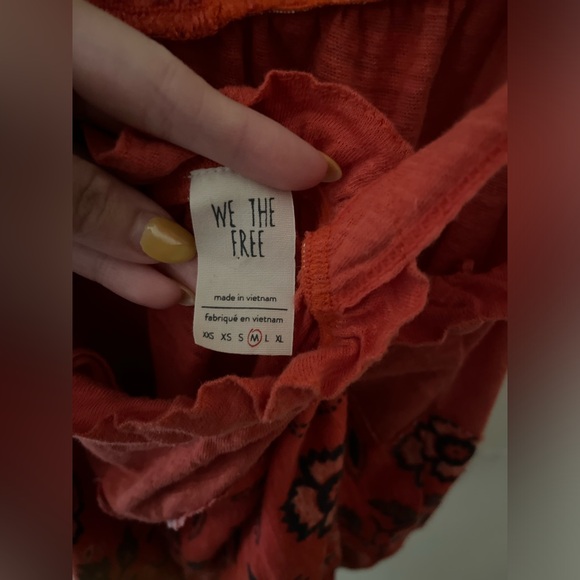 WE THE
FREE
made in vietnam
fabriqué en vietnam
XXS XS S M L XL